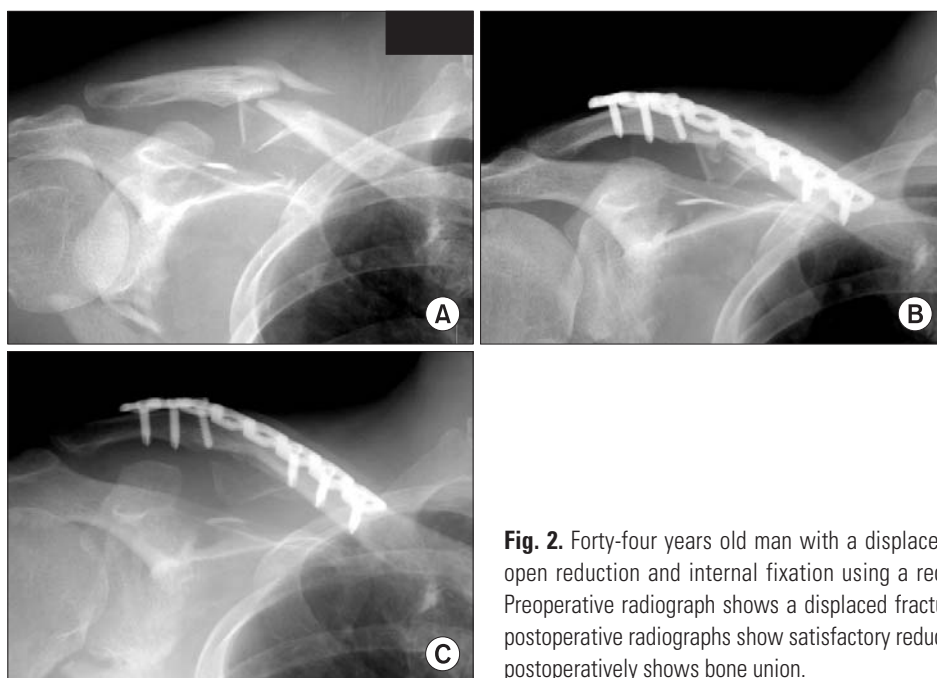 A
B
C
Fig. 2. Forty-four years old man with a displace
open reduction and internal fixation using a rec
Preoperative radiograph shows a displaced fractu
postoperative radiographs show satisfactory reduc
postoperatively shows bone union.